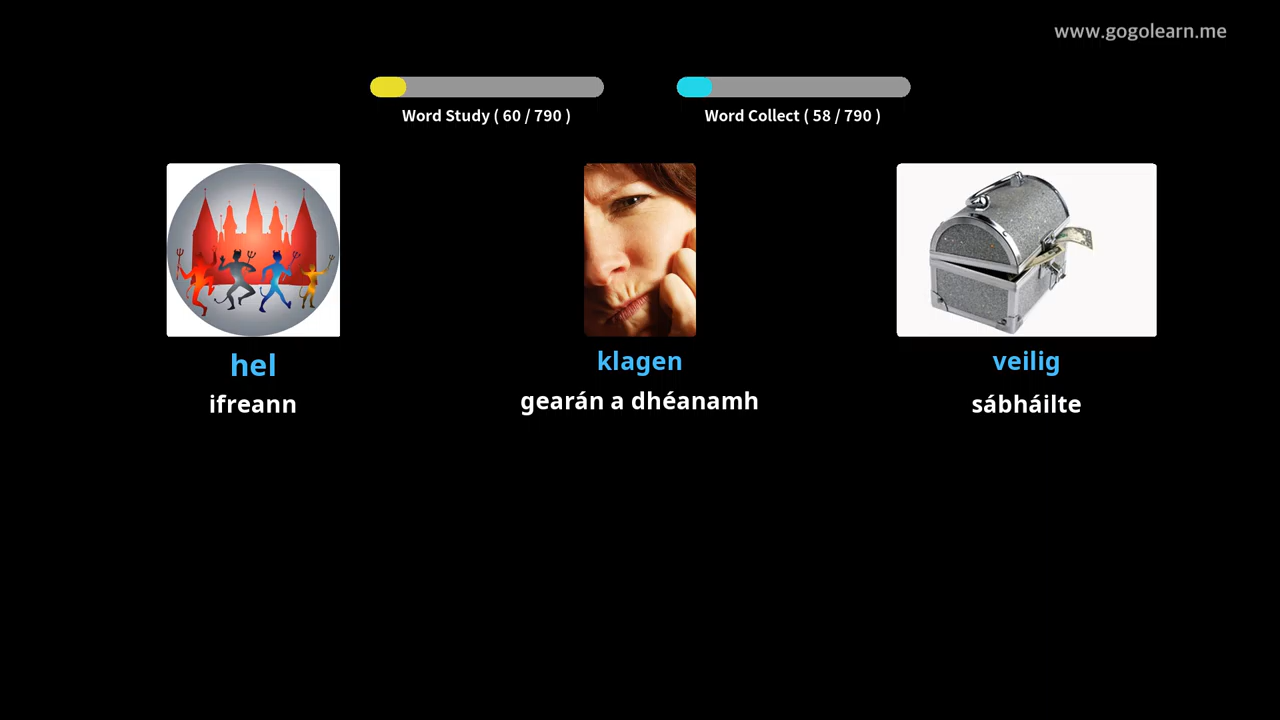 www.gogolearn.me
Word Study ( 60 / 790 )
Word Collect ( 58 / 790 )
hel
klagen
veilig
ifreann
gearán a dhéanamh
sábháilte